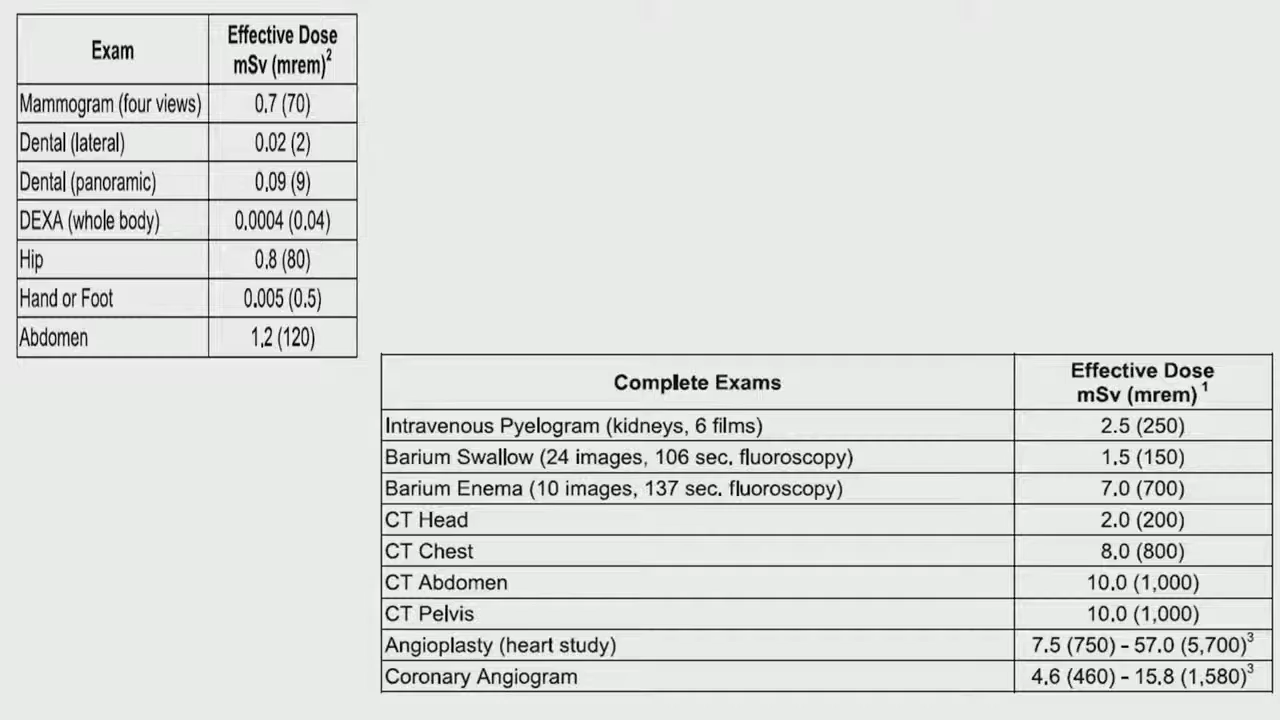 Exam Effective Dose
mSv (mrem)2
Mammogram (four views) 0.7 (70)
Dental (lateral) 0.02 (2)
Dental (panoramic) 0.09 (9)
DEXA (whole body) 0.0004 (0.04)
Hip 0.8 (80)
Hand or Foot 0.005 (0.5)
Abdomen 1.2 (120)
Complete Exams Effective Dose
mSv (mrem) 1
Intravenous Pyelogram (kidneys, 6 films) 2.5 (250)
Barium Swallow (24 images, 106 sec. fluoroscopy) 1.5 (150)
Barium Enema (10 images, 137 sec. fluoroscopy) 7.0 (700)
CT Head 2.0 (200)
CT Chest 8.0 (800)
CT Abdomen 10.0 (1,000)
CT Pelvis 10.0 (1,000)
Angioplasty (heart study) 7.5 (750) - 57.0 (5,700)3
Coronary Angiogram 4.6 (460) - 15.8 (1,580)3